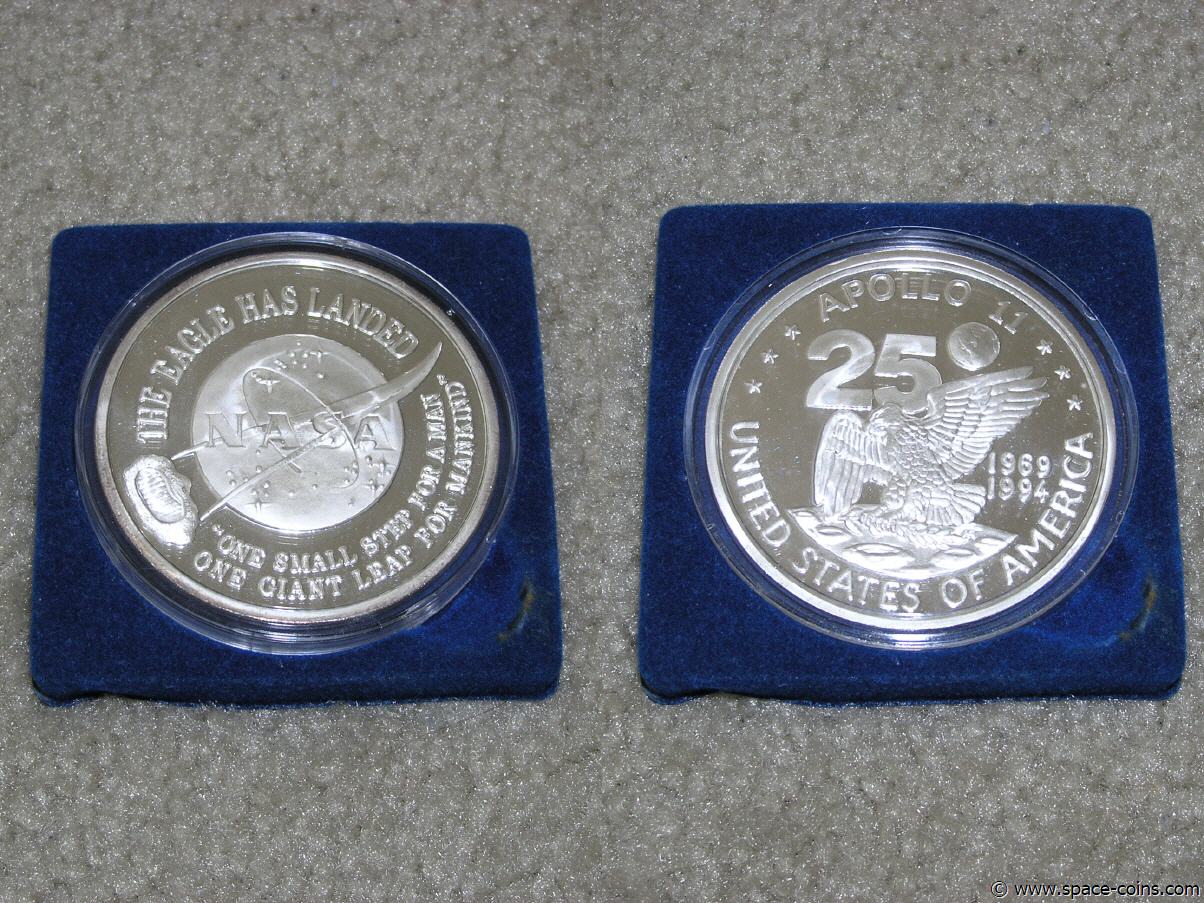 THE EAGLE HAS LANDED
NASA
"ONE SMALL STEP FOR A MAN
ONE GIANT LEAP FOR MANKIND"
APOLLO 11
25
1969
1994
UNITED STATES OF AMERICA
© www.space-coins.com